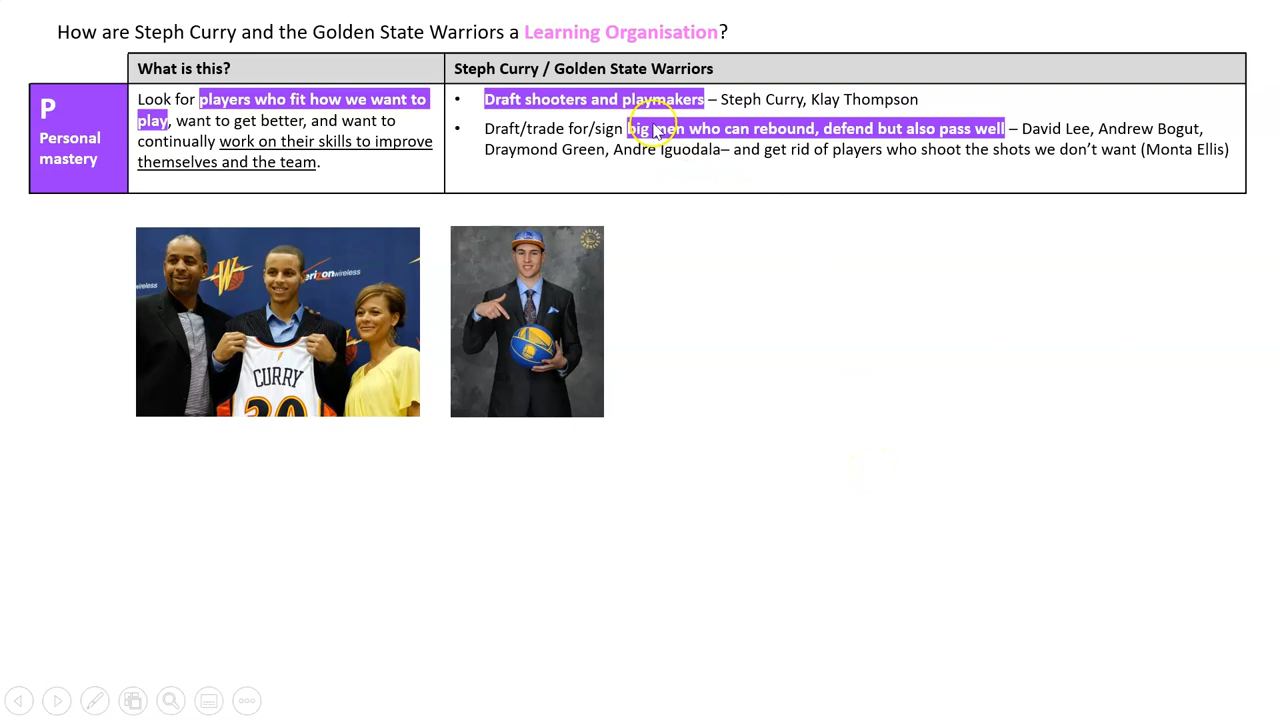 How are Steph Curry and the Golden State Warriors a Learning Organisation?
What is this?
Steph Curry / Golden State Warriors
P
Personal
mastery
Look for players who fit how we want to
play, want to get better, and want to
continually work on their skills to improve
themselves and the team.
• Draft shooters and playmakers – Steph Curry, Klay Thompson
• Draft/trade for/sign big men who can rebound, defend but also pass well – David Lee, Andrew Bogut,
Draymond Green, Andre Iguodala– and get rid of players who shoot the shots we don't want (Monta Ellis)
W
verizonwireless
CURRY
30